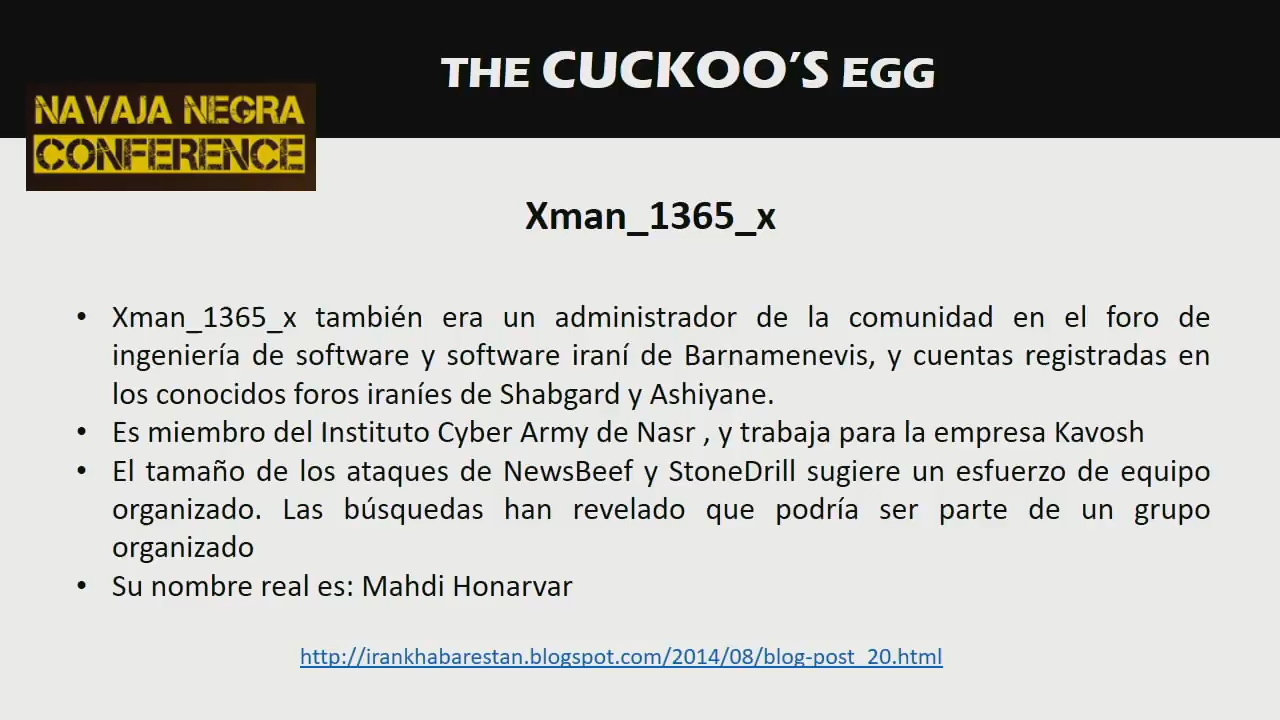 THE CUCKOO'S EGG
NAVAJA NEGRA
CONFERENCE
Xman_1365_x
• Xman_1365_x también era un administrador de la comunidad en el foro de
ingeniería de software y software iraní de Barnamenevis, y cuentas registradas en
los conocidos foros iraníes de Shabgard y Ashiyane.
• Es miembro del Instituto Cyber Army de Nasr , y trabaja para la empresa Kavosh
• El tamaño de los ataques de NewsBeef y StoneDrill sugiere un esfuerzo de equipo
organizado. Las búsquedas han revelado que podría ser parte de un grupo
organizado
• Su nombre real es: Mahdi Honarvar
http://irankhabarestan.blogspot.com/2014/08/blog-post_20.html